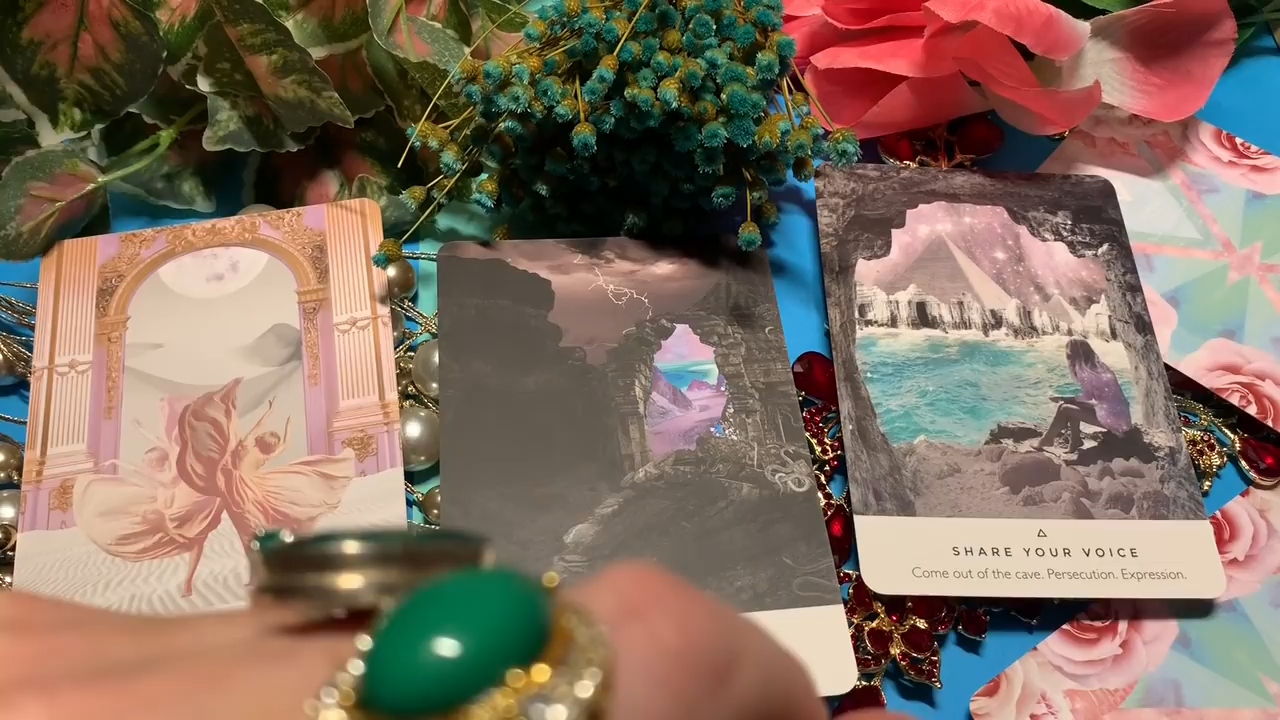 SHARE YOUR VOICE
Come out of the cave. Persecution. Expression.